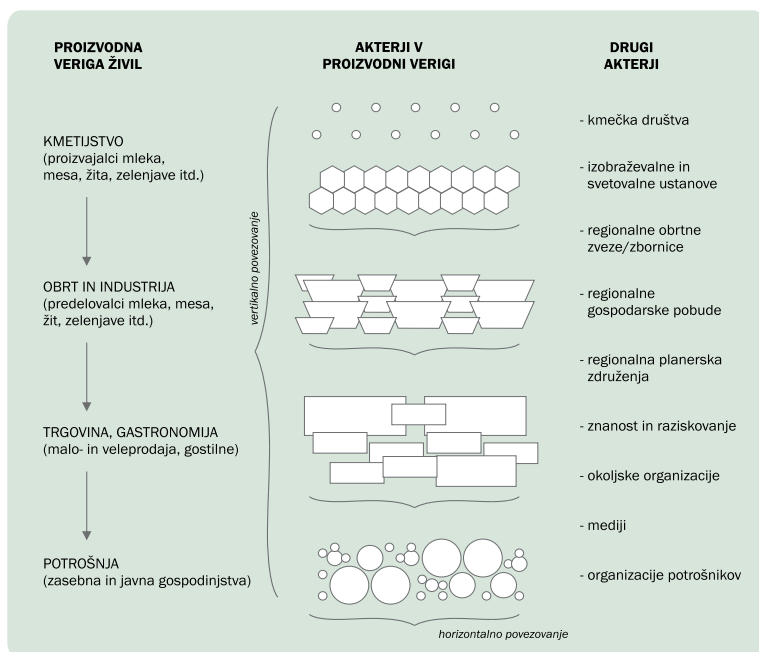 PROIZVODNA
VERIGA ŽIVIL
AKTERJI V
PROIZVODNI VERIGI
DRUGI
AKTERJI
KMETIJSTVO
(proizvajalci mleka,
mesa, žita, zelenjave itd.)
OBRT IN INDUSTRIJA
(predelovalci mleka, mesa,
žit, zelenjave itd.)
TRGOVINA, GASTRONOMIJA
(malo- in veleprodaja, gostilne)
POTROŠNJA
(zasebna in javna gospodinjstva)
vertikalno povezovanje
horizontalno povezovanje
- kmečka društva
- izobraževalne in
svetovalne ustanove
- regionalne obrtne
zveze/zbornice
- regionalne
gospodarske pobude
- regionalna planerska
združenja
- znanost in raziskovanje
- okoljske organizacije
- mediji
- organizacije potrošnikov